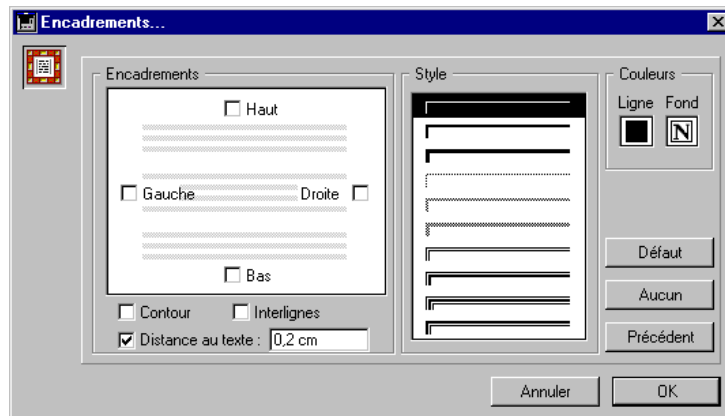 Encadrements...
Encadrements
Haut
Gauche
Droite
Bas
Contour
Interlignes
Distance au texte :
0,2 cm
Style
Couleurs
Ligne
Fond
N
Défaut
Aucun
Précédent
Annuler
OK